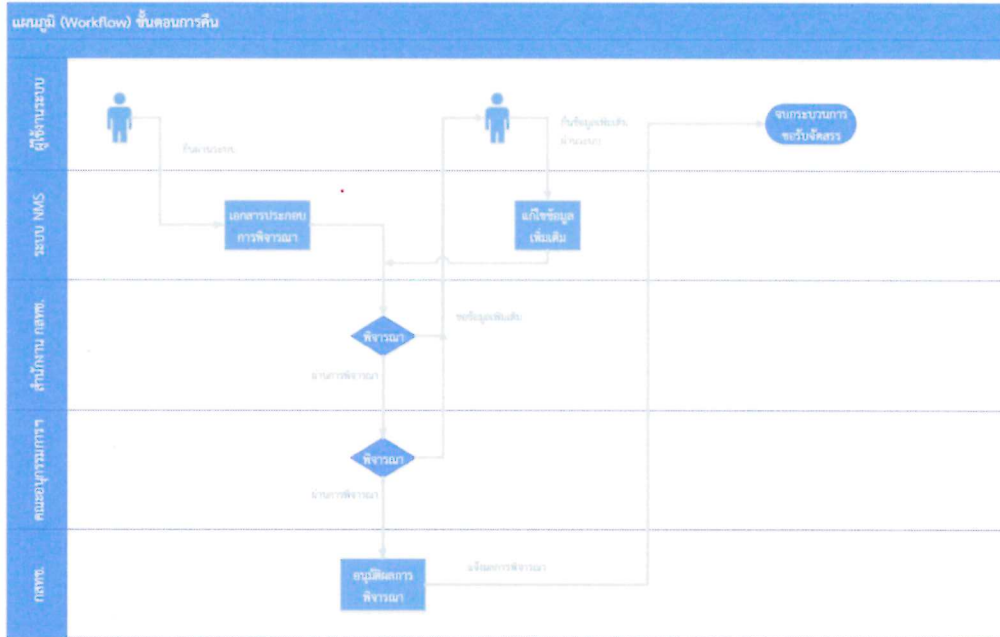 แผนภูมิ (Workflow) ขั้นตอนการคืน
ผู้ใช้งานระบบ
ยื่นผ่านระบบ
ยื่นข้อมูลเพิ่มเติม
ผ่านระบบ
จบกระบวนการ
ขอรับจัดสรร
ระบบ NMS
เอกสารประกอบ
การพิจารณา
แก้ไขข้อมูล
เพิ่มเติม
สำนักงาน กสทช.
พิจารณา
ขอข้อมูลเพิ่มเติม
ผ่านการพิจารณา
คณะอนุกรรมการฯ
พิจารณา
ผ่านการพิจารณา
กสทช.
อนุมัติผลการ
พิจารณา
แจ้งผลการพิจารณา